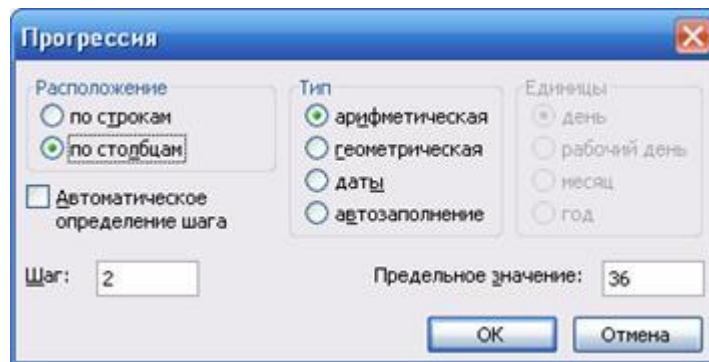 Прогрессия
Расположение
по строкам
по столбцам
Автоматическое
определение шага
Тип
арифметическая
геометрическая
даты
автозаполнение
Единицы
день
рабочий день
месяц
год
Шаг: 2
Предельное значение: 36
ОК
Отмена